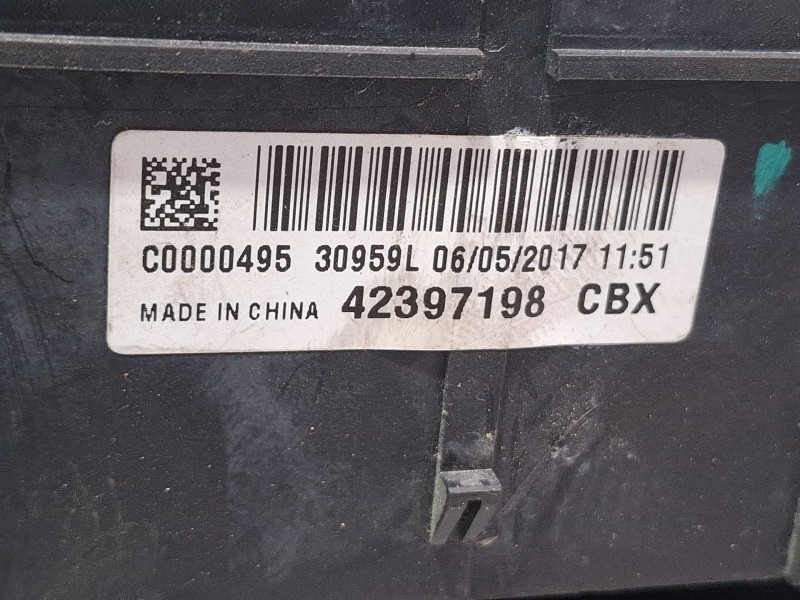 C0000495 30959L 06/05/2017 11:51
MADE IN CHINA 42397198 CBX